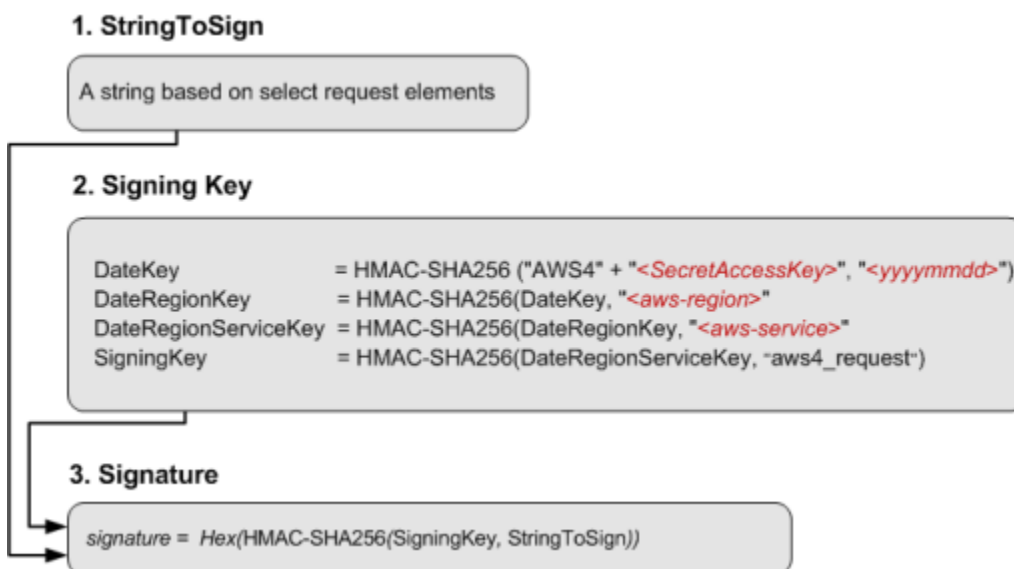 1. StringToSign
A string based on select request elements
2. Signing Key
DateKey = HMAC-SHA256 ("AWS4" + "<SecretAccessKey>", "<yyyymmdd>")
DateRegionKey = HMAC-SHA256(DateKey, "<aws-region>"
DateRegionServiceKey = HMAC-SHA256(DateRegionKey, "<aws-service>"
SigningKey = HMAC-SHA256(DateRegionServiceKey, "aws4_request")
3. Signature
signature = Hex(HMAC-SHA256(SigningKey, StringToSign))